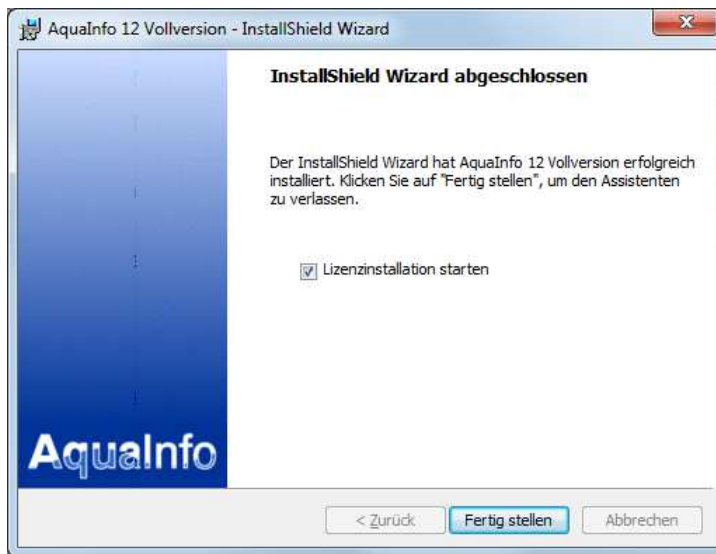 AquaInfo 12 Vollversion - InstallShield Wizard
InstallShield Wizard abgeschlossen
Der InstallShield Wizard hat AquaInfo 12 Vollversion erfolgreich
installiert. Klicken Sie auf "Fertig stellen", um den Assistenten
zu verlassen.
Lizenzinstallation starten
AquaInfo
< Zurück
Fertig stellen
Abbrechen